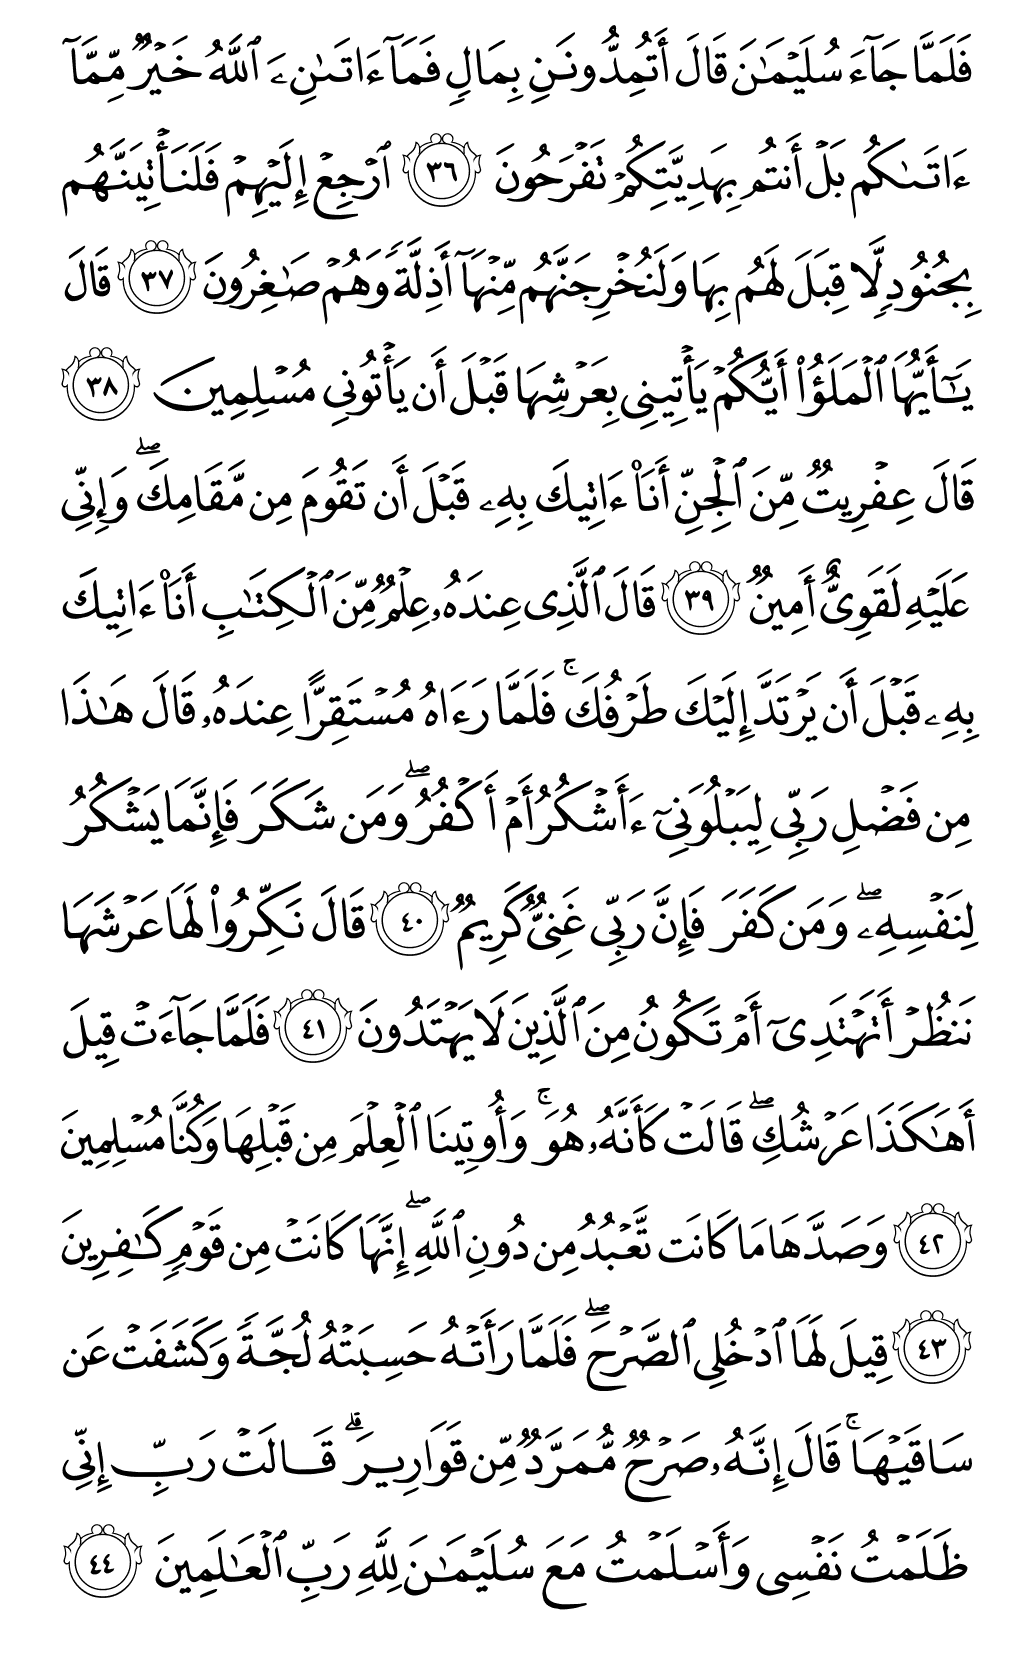 فَلَمَّا جَآءَ سُلَيْمَـٰنَ قَالَ أَتُمِدُّونَنِ بِمَالٍ فَمَآ ءَاتَىٰنِۦَ ٱللَّهُ خَيْرٌ مِّمَّآ
ءَاتَىٰكُم بَلْ أَنتُم بِهَدِيَّتِكُمْ تَفْرَحُونَ ٣٦ ٱرْجِعْ إِلَيْهِمْ فَلَنَأْتِيَنَّهُم
بِجُنُودٍ لَّا قِبَلَ لَهُم بِهَا وَلَنُخْرِجَنَّهُم مِّنْهَآ أَذِلَّةً وَهُمْ صَـٰغِرُونَ ٣٧ قَالَ
يَـٰٓأَيُّهَا ٱلْمَلَؤُا۟ أَيُّكُمْ يَأْتِينِى بِعَرْشِهَا قَبْلَ أَن يَأْتُونِى مُسْلِمِينَ ٣٨
قَالَ عِفْرِيتٌ مِّنَ ٱلْجِنِّ أَنَا۠ ءَاتِيكَ بِهِۦ قَبْلَ أَن تَقُومَ مِن مَّقَامِكَ ۖ وَإِنِّى
عَلَيْهِ لَقَوِىٌّ أَمِينٌ ٣٩ قَالَ ٱلَّذِى عِندَهُۥ عِلْمٌ مِّنَ ٱلْكِتَـٰبِ أَنَا۠ ءَاتِيكَ
بِهِۦ قَبْلَ أَن يَرْتَدَّ إِلَيْكَ طَرْفُكَ ۚ فَلَمَّا رَءَاهُ مُسْتَقِرًّا عِندَهُۥ قَالَ هَـٰذَا
مِن فَضْلِ رَبِّى لِيَبْلُوَنِىٓ ءَأَشْكُرُ أَمْ أَكْفُرُ ۖ وَمَن شَكَرَ فَإِنَّمَا يَشْكُرُ
لِنَفْسِهِۦ ۖ وَمَن كَفَرَ فَإِنَّ رَبِّى غَنِىٌّ كَرِيمٌ ٤٠ قَالَ نَكِّرُوا۟ لَهَا عَرْشَهَا
نَنظُرْ أَتَهْتَدِىٓ أَمْ تَكُونُ مِنَ ٱلَّذِينَ لَا يَهْتَدُونَ ٤١ فَلَمَّا جَآءَتْ قِيلَ
أَهَـٰكَذَا عَرْشُكِ ۖ قَالَتْ كَأَنَّهُۥ هُوَ ۚ وَأُوتِينَا ٱلْعِلْمَ مِن قَبْلِهَا وَكُنَّا مُسْلِمِينَ
٤٢ وَصَدَّهَا مَا كَانَت تَّعْبُدُ مِن دُونِ ٱللَّهِ ۖ إِنَّهَا كَانَتْ مِن قَوْمٍ كَـٰفِرِينَ
٤٣ قِيلَ لَهَا ٱدْخُلِى ٱلصَّرْحَ ۖ فَلَمَّا رَأَتْهُ حَسِبَتْهُ لُجَّةً وَكَشَفَتْ عَن
سَاقَيْهَا ۚ قَالَ إِنَّهُۥ صَرْحٌ مُّمَرَّدٌ مِّن قَوَارِيرَ ۗ قَالَتْ رَبِّ إِنِّى
ظَلَمْتُ نَفْسِى وَأَسْلَمْتُ مَعَ سُلَيْمَـٰنَ لِلَّهِ رَبِّ ٱلْعَـٰلَمِينَ ٤٤